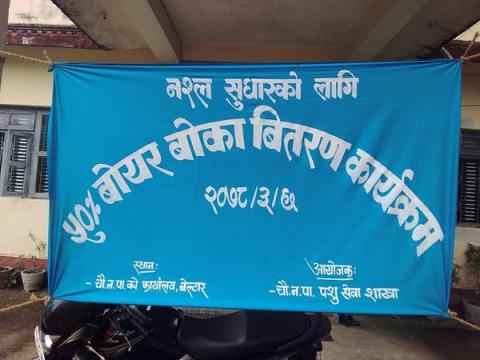 नश्ल सुधारको लागि
५०% बोयर बोका बितरण कार्यक्रम
२०७८/३/६
स्थान:
- चौ.न.पा.को कार्यालय, बेल्टार
आयोजक:
- चौ.न.पा. पशु सेवा शाखा